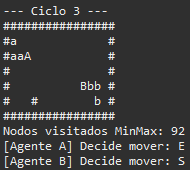 --- Ciclo 3 ---
################
#a             #
#aaA           #
#              #
#          Bbb #
#  #         b #
################
Nodos visitados MinMax: 92
[Agente A] Decide mover: E
[Agente B] Decide mover: S